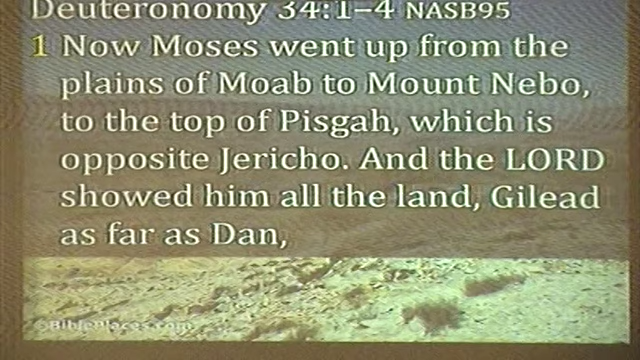 Deuteronomy 34:1–4 NASB95
1 Now Moses went up from the
plains of Moab to Mount Nebo,
to the top of Pisgah, which is
opposite Jericho. And the LORD
showed him all the land, Gilead
as far as Dan,
©BiblePlaces.com